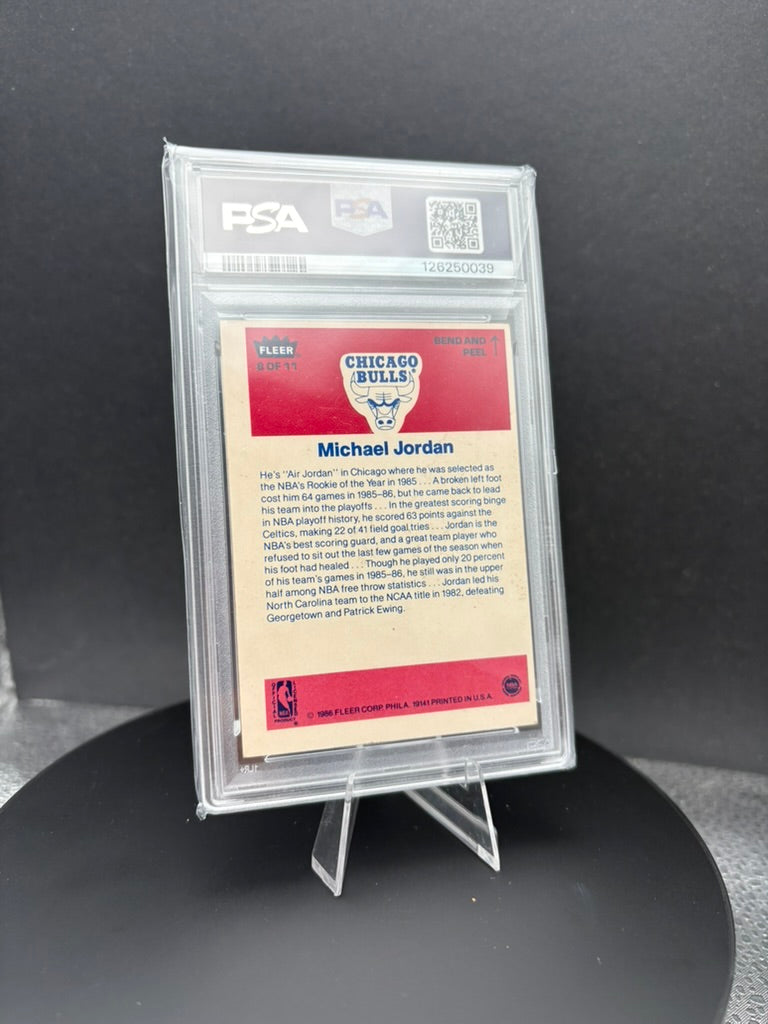 PSA
PSA
126250039
FLEER
8 OF 11
BEND AND
PEEL ↑
CHICAGO
BULLS®
Michael Jordan
He's "Air Jordan" in Chicago where he was selected as
the NBA's Rookie of the Year in 1985 . . . A broken left foot
cost him 64 games in 1985–86, but he came back to lead
his team into the playoffs . . . In the greatest scoring binge
in NBA playoff history, he scored 63 points against the
Celtics, making 22 of 41 field goal tries . . . Jordan is the
NBA's best scoring guard, and a great team player who
refused to sit out the last few games of the season when
his foot had healed . . . Though he played only 20 percent
of his team's games in 1985–86, he still was in the upper
half among NBA free throw statistics . . . Jordan led his
North Carolina team to the NCAA title in 1982, defeating
Georgetown and Patrick Ewing.
OFFICIAL
LICENSED
NBA
PRODUCT
© 1986 FLEER CORP. PHILA. 19141 PRINTED IN U.S.A.